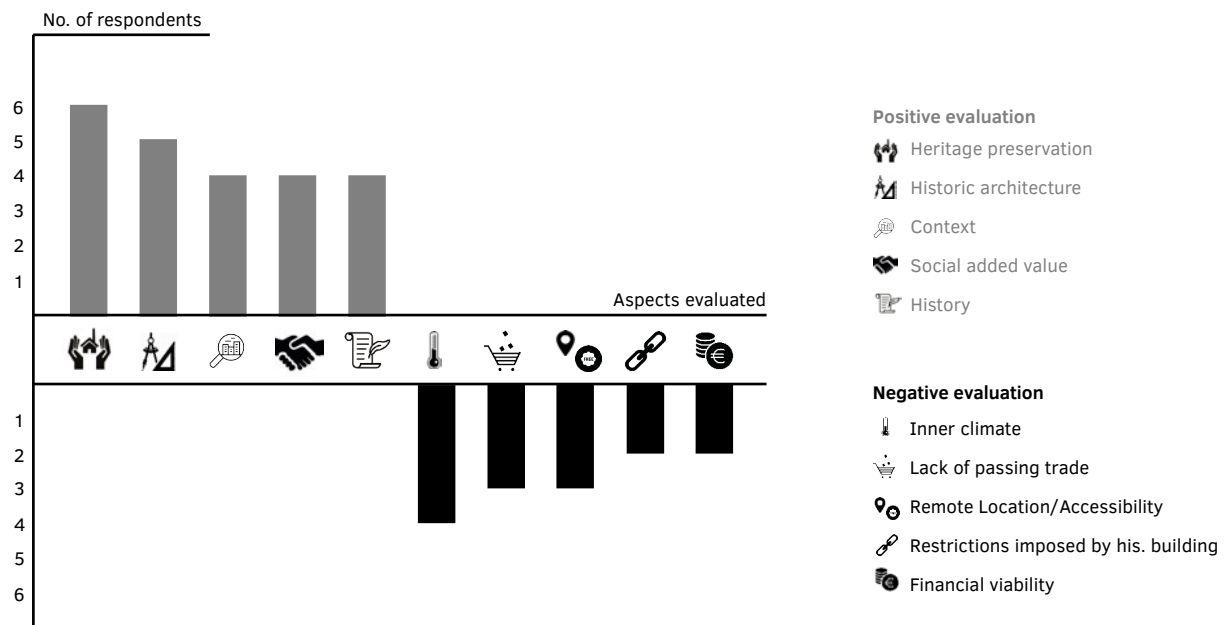 No. of respondents
6
5
4
3
2
1
Aspects evaluated
1
2
3
4
5
6
Positive evaluation
Heritage preservation
Historic architecture
Context
Social added value
History
Negative evaluation
Inner climate
Lack of passing trade
Remote Location/Accessibility
Restrictions imposed by his. building
Financial viability